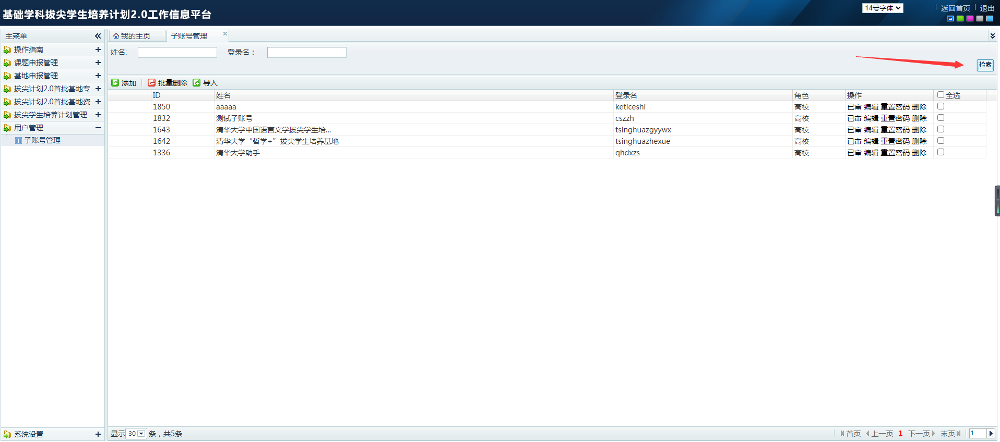 基础学科拔尖学生培养计划2.0工作信息平台
14号字体
返回首页
退出
主菜单
我的主页
子账号管理
操作指南
课题申报管理
基地申报管理
拔尖计划2.0首批基地专
拔尖计划2.0首批基地资
拔尖学生培养计划管理
用户管理
子账号管理
系统设置
姓名:
登录名：
检索
添加 批量删除 导入
ID 姓名 登录名 角色 操作 全选
1850 aaaaa keticeshi 高校 已审 编辑 重置密码 删除
1832 测试子账号 cszzh 高校 已审 编辑 重置密码 删除
1643 清华大学中国语言文学拔尖学生培... tsinghuazgyywx 高校 已审 编辑 重置密码 删除
1642 清华大学“哲学+”拔尖学生培养基地 tsinghuazhexue 高校 已审 编辑 重置密码 删除
1336 清华大学助手 qhdxzs 高校 已审 编辑 重置密码 删除
显示 30 条，共5条
首页 上一页 1 下一页 末页 1